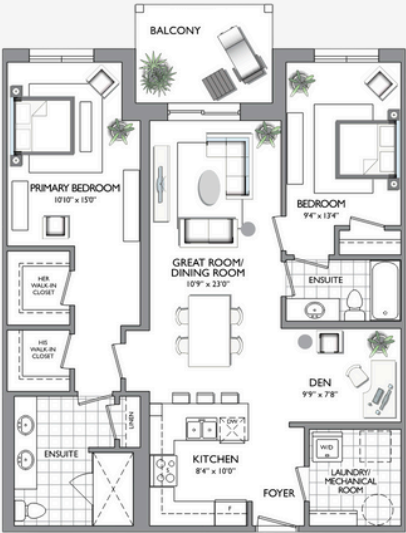 BALCONY
PRIMARY BEDROOM
10'10" x 15'0"
BEDROOM
9'4" x 13'4"
GREAT ROOM/
DINING ROOM
10'9" x 23'0"
HER
WALK-IN
CLOSET
ENSUITE
HIS
WALK-IN
CLOSET
DEN
9'9" x 7'8"
LINEN
KITCHEN
8'4" x 10'0"
DW
ENSUITE
W/D
LAUNDRY/
MECHANICAL
ROOM
FOYER
F